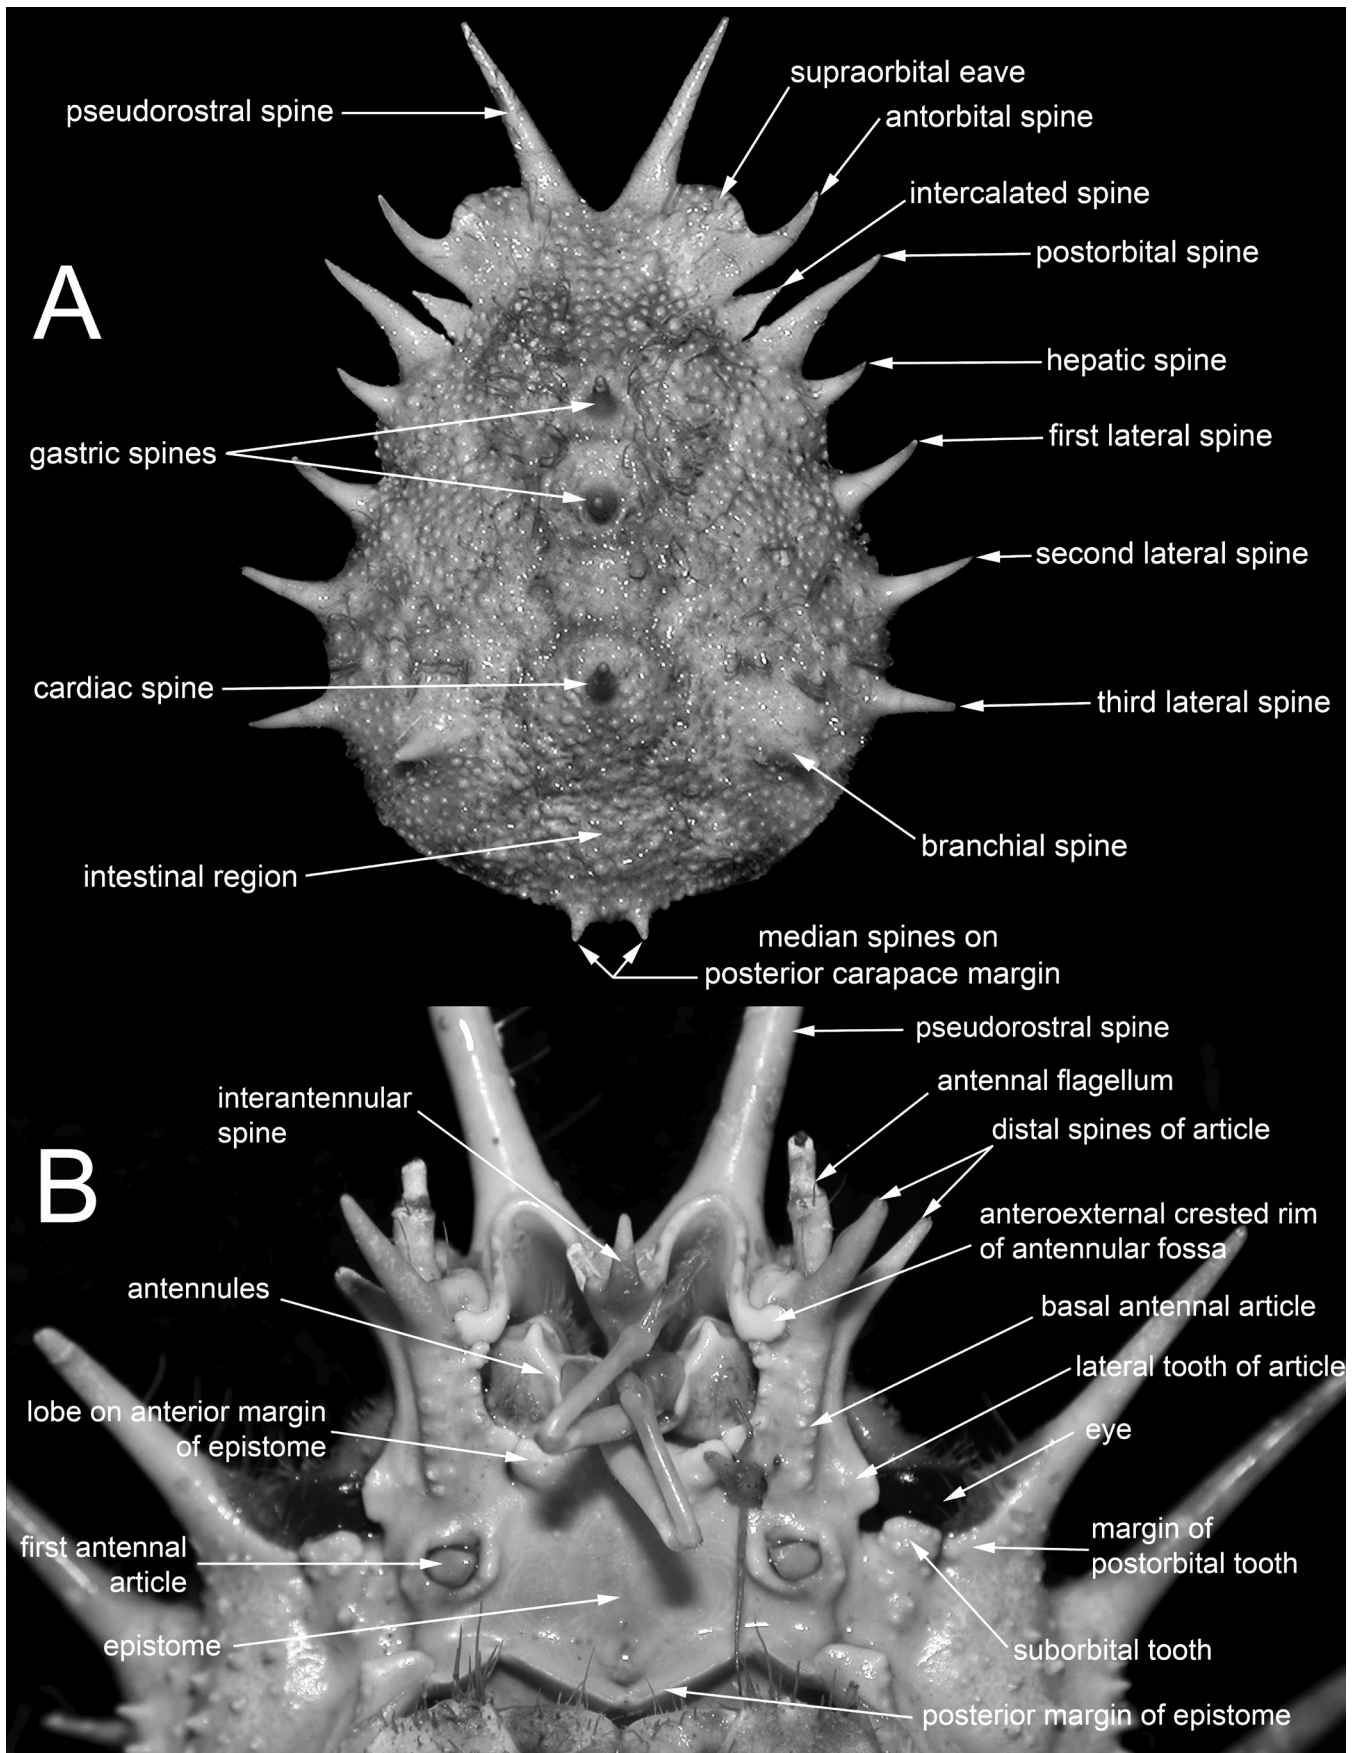 supraorbital eave
pseudorostral spine
antorbital spine
intercalated spine
postorbital spine
A
hepatic spine
first lateral spine
gastric spines
second lateral spine
cardiac spine
third lateral spine
branchial spine
intestinal region
median spines on
posterior carapace margin
pseudorostral spine
antennal flagellum
interantennular
spine
distal spines of article
B
anteroexternal crested rim
of antennular fossa
antennules
basal antennal article
lateral tooth of article
lobe on anterior margin
of epistome
eye
margin of
postorbital tooth
first antennal
article
epistome
suborbital tooth
posterior margin of epistome